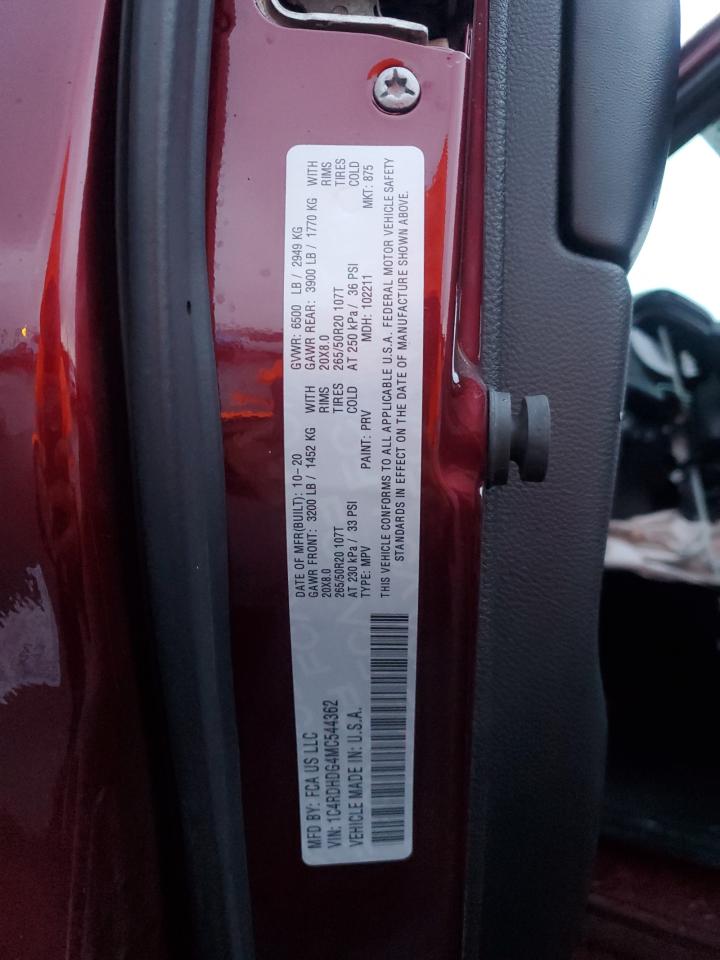 MFD BY: FCA US LLC
DATE OF MFR(BUILT): 10-20
GVWR: 6500 LB/ 2949 KG
GAWR FRONT: 3200 LB/ 1452 KG WITH
GAWR REAR: 3900 LB/ 1770 KG WITH
20X8.0 RIMS
20X8.0 RIMS
265/50R20 107T TIRES
265/50R20 107T TIRES
AT 230 kPa/ 33 PSI COLD
AT 250 kPa/ 36 PSI COLD
VIN: 1C4RDHDG4MC544362
TYPE: MPV PAINT: PRV MDH: 102211 MKT: 875
VEHICLE MADE IN: U.S.A.
THIS VEHICLE CONFORMS TO ALL APPLICABLE U.S.A. FEDERAL MOTOR VEHICLE SAFETY
STANDARDS IN EFFECT ON THE DATE OF MANUFACTURE SHOWN ABOVE.